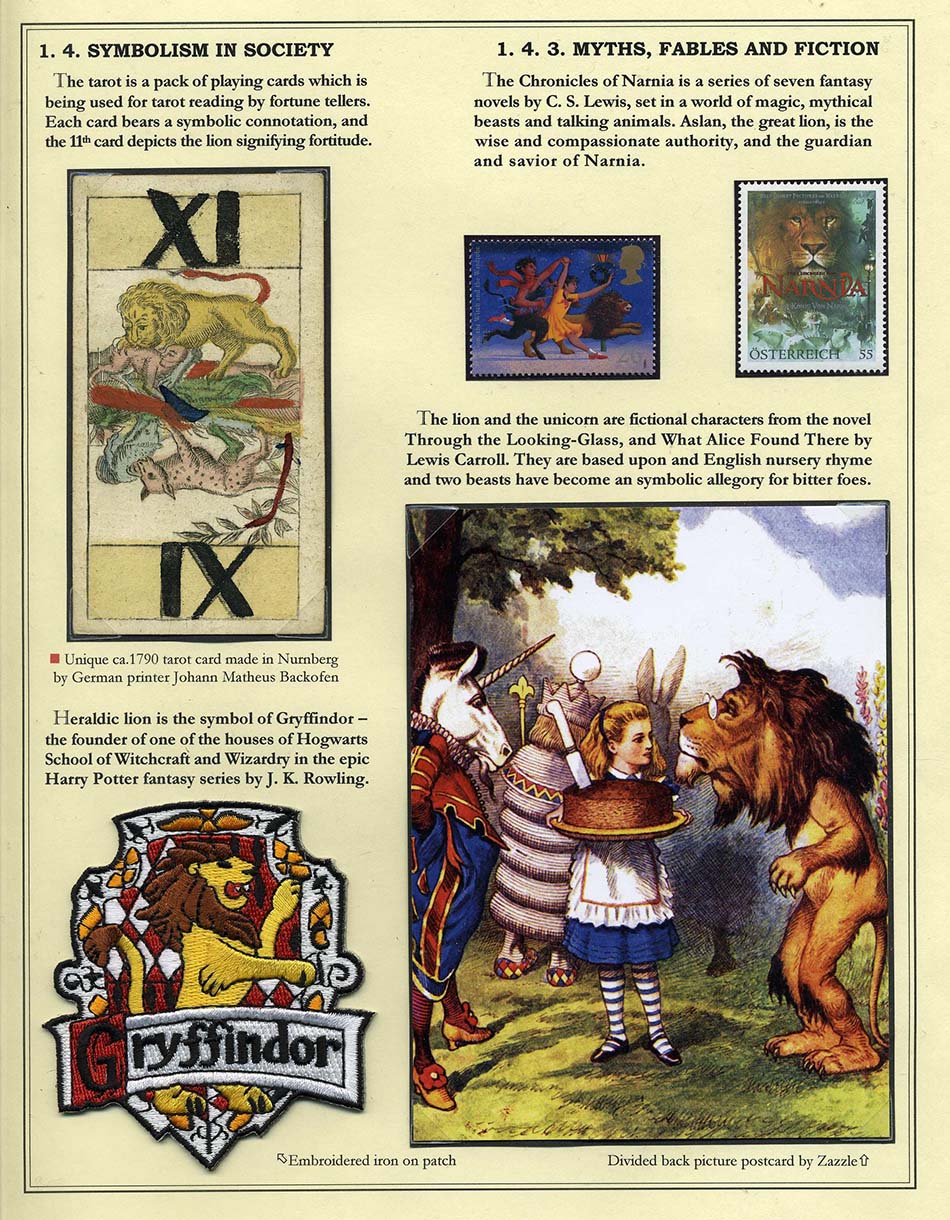 1. 4. SYMBOLISM IN SOCIETY
1. 4. 3. MYTHS, FABLES AND FICTION
The tarot is a pack of playing cards which is
being used for tarot reading by fortune tellers.
Each card bears a symbolic connotation, and
the 11th card depicts the lion signifying fortitude.
XI
IX
Unique ca.1790 tarot card made in Nurnberg
by German printer Johann Matheus Backofen
Heraldic lion is the symbol of Gryffindor –
the founder of one of the houses of Hogwarts
School of Witchcraft and Wizardry in the epic
Harry Potter fantasy series by J. K. Rowling.
Gryffindor
Embroidered iron on patch
The Chronicles of Narnia is a series of seven fantasy
novels by C. S. Lewis, set in a world of magic, mythical
beasts and talking animals. Aslan, the great lion, is the
wise and compassionate authority, and the guardian
and savior of Narnia.
26
NARNIA
ÖSTERREICH 55
The lion and the unicorn are fictional characters from the novel
Through the Looking-Glass, and What Alice Found There by
Lewis Carroll. They are based upon and English nursery rhyme
and two beasts have become an symbolic allegory for bitter foes.
Divided back picture postcard by Zazzle